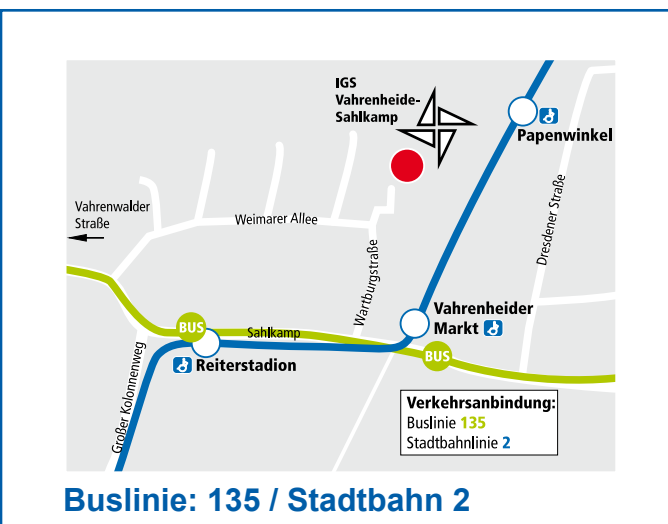 IGS
Vahrenheide-
Sahlkamp
Papenwinkel
Vahrenwalder
Straße
Weimarer Allee
Wartburgstraße
Dresdener Straße
Vahrenheider
Markt
BUS
Sahlkamp
BUS
Reiterstadion
Großer Kolonnenweg
Verkehrsanbindung:
Buslinie 135
Stadtbahnlinie 2
Buslinie: 135 / Stadtbahn 2